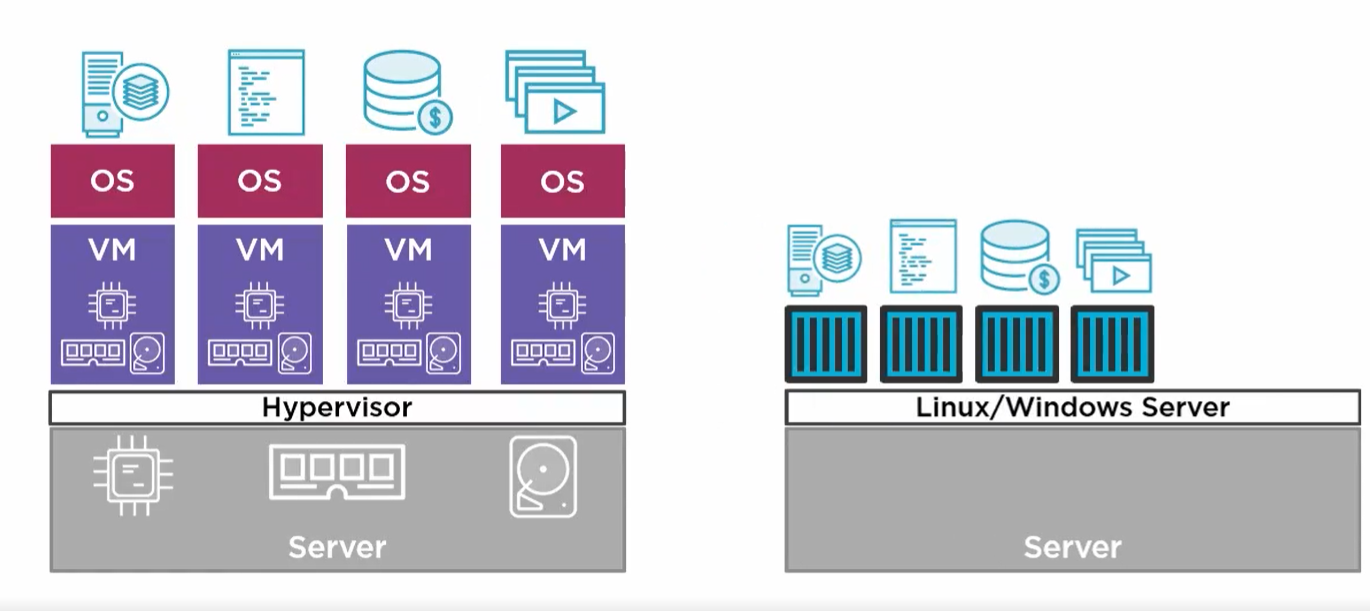 OS OS OS OS
VM VM VM VM
Hypervisor
Server
Linux/Windows Server
Server